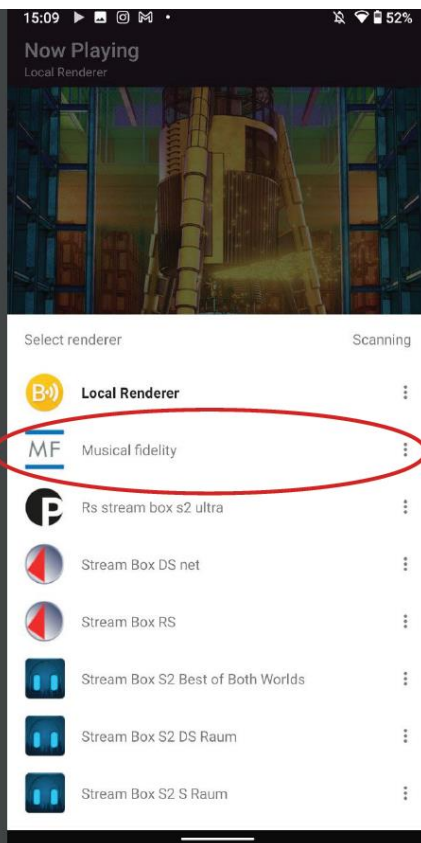 15:09 52%
Now Playing
Local Renderer
Select renderer Scanning
B Local Renderer
MF Musical fidelity
P Rs stream box s2 ultra
Stream Box DS net
Stream Box RS
Stream Box S2 Best of Both Worlds
Stream Box S2 DS Raum
Stream Box S2 S Raum